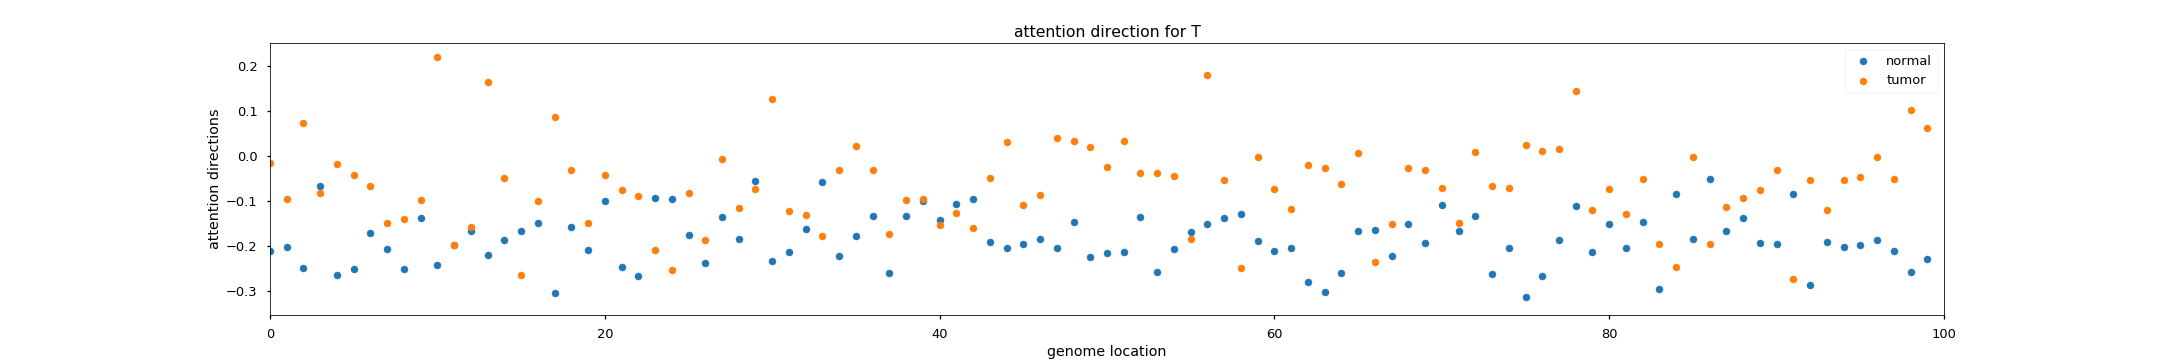 attention direction for T
attention directions
0.2
0.1
0.0
−0.1
−0.2
−0.3
normal
tumor
0 20 40 60 80 100
genome location